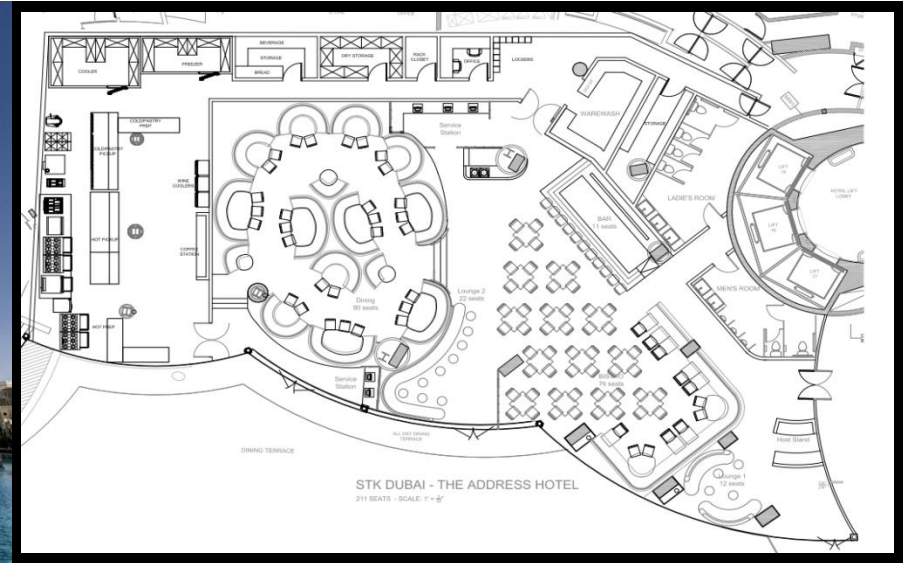 BEVERAGE
STORAGE
BREAD
COOLER
FREEZER
DRY STORAGE
RACK
CLOSET
OFFICE
LOCKERS
COLD/PASTRY
PREP
COLD/PASTRY
PICKUP
Service
Station
WAREWASH
STORAGE
WINE
COOLERS
LADIE'S ROOM
HOTEL LIFT
LOBBY
LIFT
LIFT
LIFT
BAR
11 seats
HOT PICKUP
COFFEE
STATION
MEN'S ROOM
Lounge 2
22 seats
Dining
90 seats
HOT PREP
76 seats
Service
Station
ALL DAY DINING
TERRACE
DINING TERRACE
Host Stand
Lounge 1
12 seats
STK DUBAI - THE ADDRESS HOTEL
211 SEATS - SCALE: 1' =